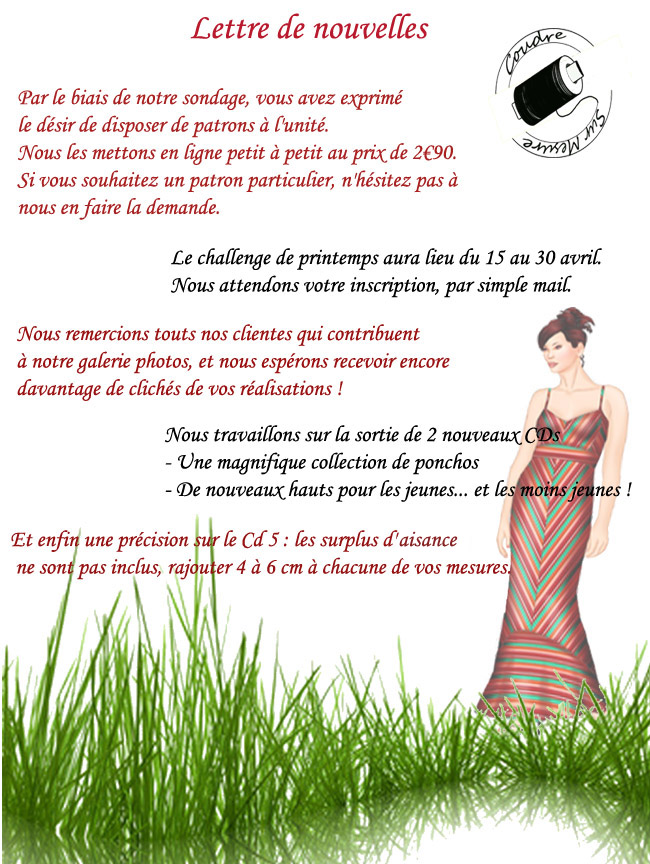 Lettre de nouvelles
Coudre
Sur Mesure
Par le biais de notre sondage, vous avez exprimé
le désir de disposer de patrons à l'unité.
Nous les mettons en ligne petit à petit au prix de 2€90.
Si vous souhaitez un patron particulier, n'hésitez pas à
nous en faire la demande.
Le challenge de printemps aura lieu du 15 au 30 avril.
Nous attendons votre inscription, par simple mail.
Nous remercions touts nos clientes qui contribuent
à notre galerie photos, et nous espérons recevoir encore
davantage de clichés de vos réalisations !
Nous travaillons sur la sortie de 2 nouveaux CDs
- Une magnifique collection de ponchos
- De nouveaux hauts pour les jeunes... et les moins jeunes !
Et enfin une précision sur le Cd 5 : les surplus d'aisance
ne sont pas inclus, rajouter 4 à 6 cm à chacune de vos mesures.